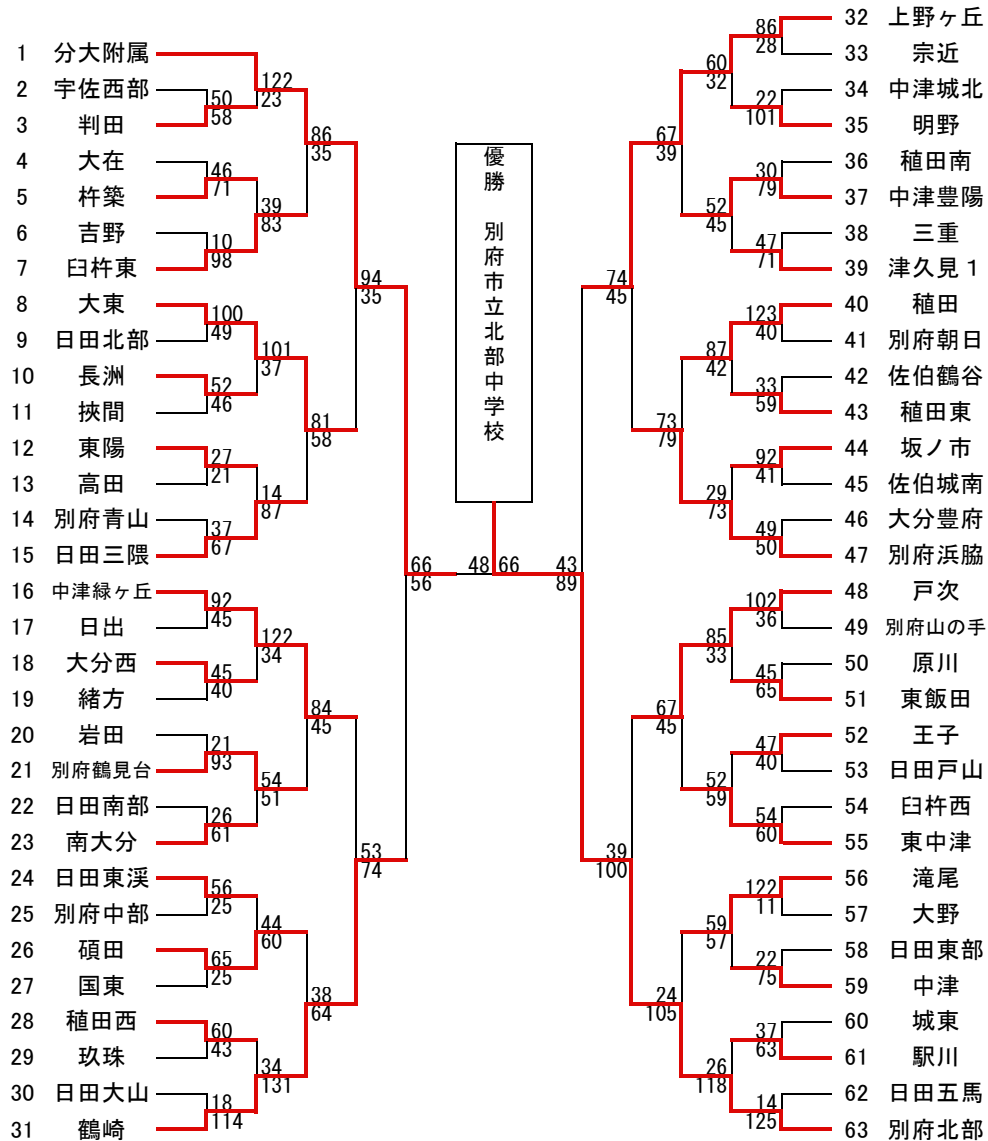 1 分大附属
2 宇佐西部
3 判田
4 大在
5 杵築
6 吉野
7 臼杵東
8 大東
9 日田北部
10 長洲
11 挾間
12 東陽
13 高田
14 別府青山
15 日田三隈
16 中津緑ヶ丘
17 日出
18 大分西
19 緒方
20 岩田
21 別府鶴見台
22 日田南部
23 南大分
24 日田東渓
25 別府中部
26 碩田
27 国東
28 稙田西
29 玖珠
30 日田大山
31 鶴崎
50
58
46
71
10
98
100
49
52
46
27
21
37
67
92
45
45
40
21
93
26
61
56
25
65
25
60
43
18
114
122
23
39
83
101
37
14
87
122
34
54
51
44
60
34
131
86
35
81
58
84
45
38
64
94
35
53
74
66
56
優勝 別府市立北部中学校
48 66
43
89
74
45
39
100
67
39
73
79
67
45
24
105
60
32
52
45
87
42
29
73
85
33
52
59
59
57
26
118
86
28
22
101
30
79
47
71
123
40
33
59
92
41
49
50
102
36
45
65
47
40
54
60
122
11
22
75
37
63
14
125
32 上野ヶ丘
33 宗近
34 中津城北
35 明野
36 稙田南
37 中津豊陽
38 三重
39 津久見1
40 稙田
41 別府朝日
42 佐伯鶴谷
43 稙田東
44 坂ノ市
45 佐伯城南
46 大分豊府
47 別府浜脇
48 戸次
49 別府山の手
50 原川
51 東飯田
52 王子
53 日田戸山
54 臼杵西
55 東中津
56 滝尾
57 大野
58 日田東部
59 中津
60 城東
61 駅川
62 日田五馬
63 別府北部